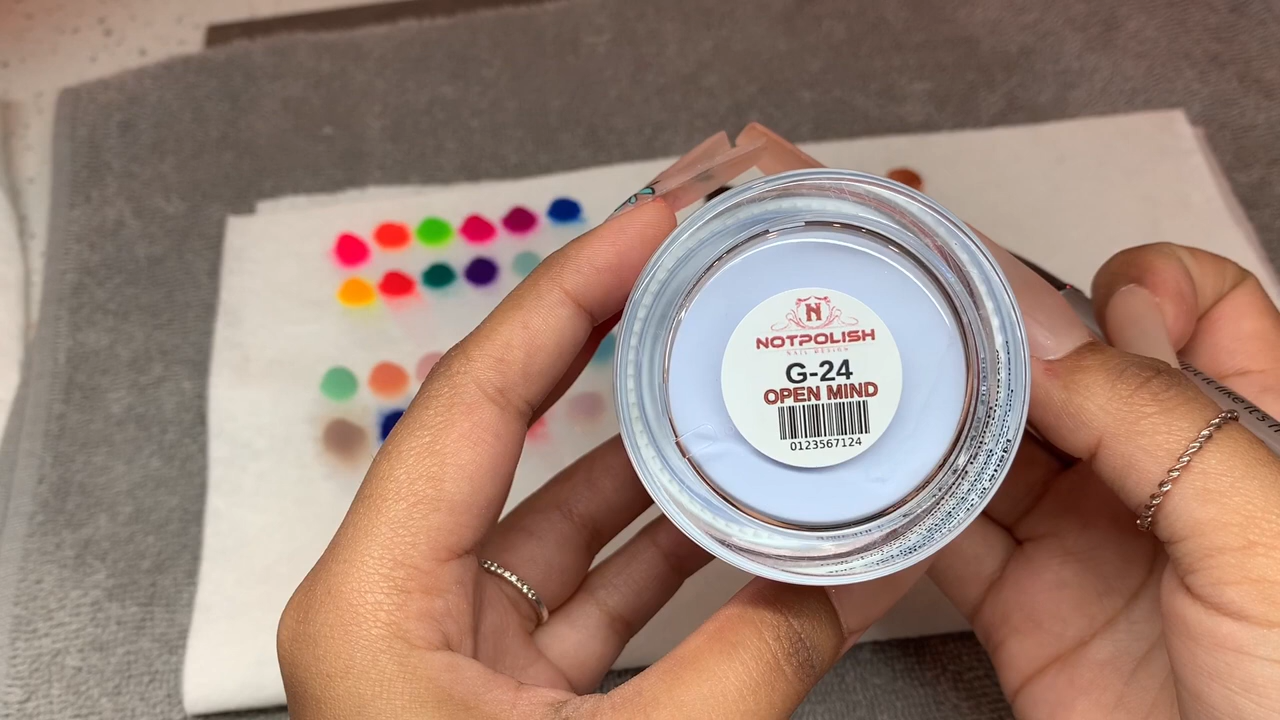 N
NOTPOLISH
NAIL DESIGN
G-24
OPEN MIND
0123567124